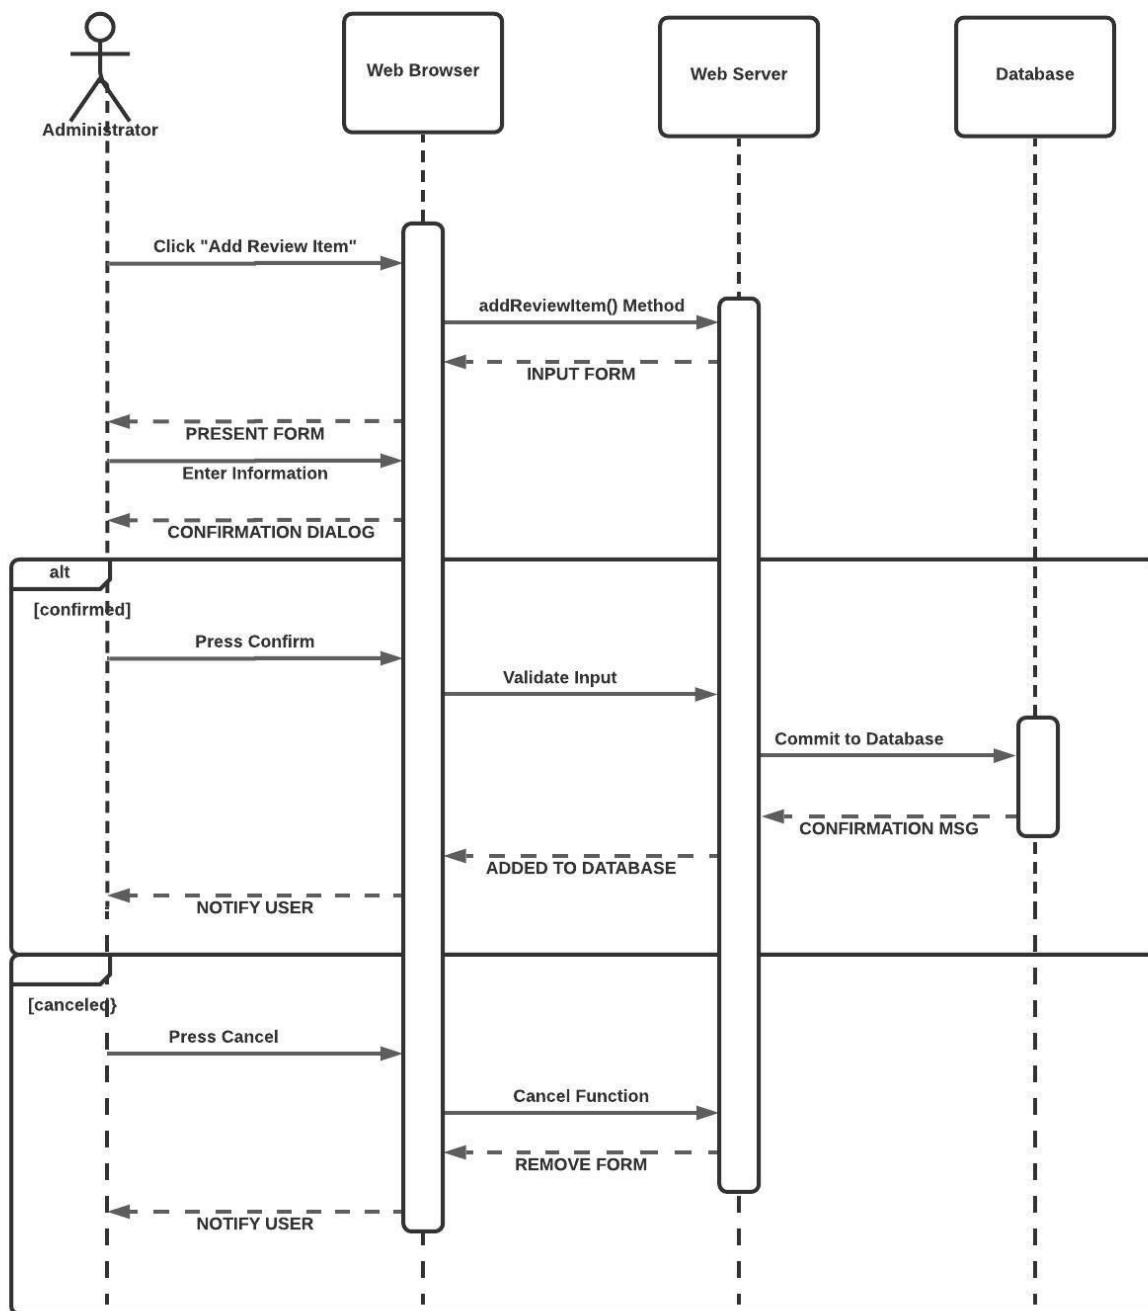 Administrator
Web Browser
Web Server
Database
Click "Add Review Item"
addReviewItem() Method
INPUT FORM
PRESENT FORM
Enter Information
CONFIRMATION DIALOG
alt
[confirmed]
Press Confirm
Validate Input
Commit to Database
CONFIRMATION MSG
ADDED TO DATABASE
NOTIFY USER
[canceled}
Press Cancel
Cancel Function
REMOVE FORM
NOTIFY USER